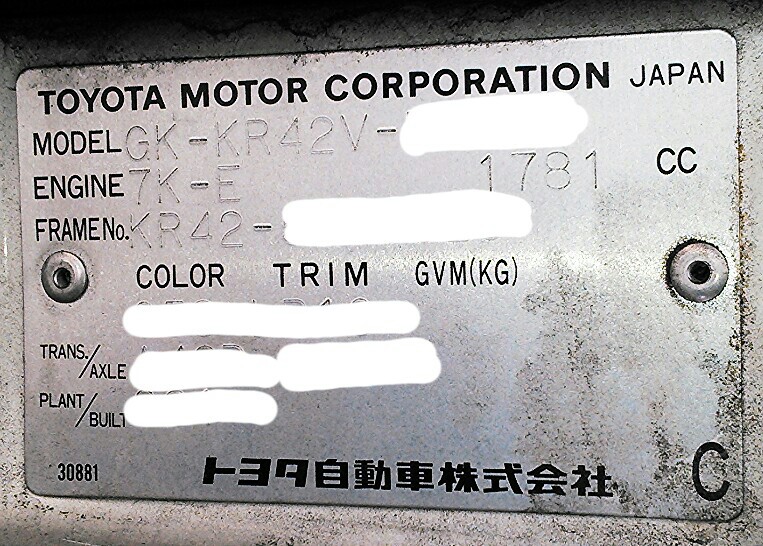 TOYOTA MOTOR CORPORATION JAPAN
MODEL GK-KR42V-
ENGINE 7K-E 1781 CC
FRAME No. KR42-
COLOR TRIM GVM(KG)
TRANS./AXLE
PLANT/BUILT
30881 トヨタ自動車株式会社 C